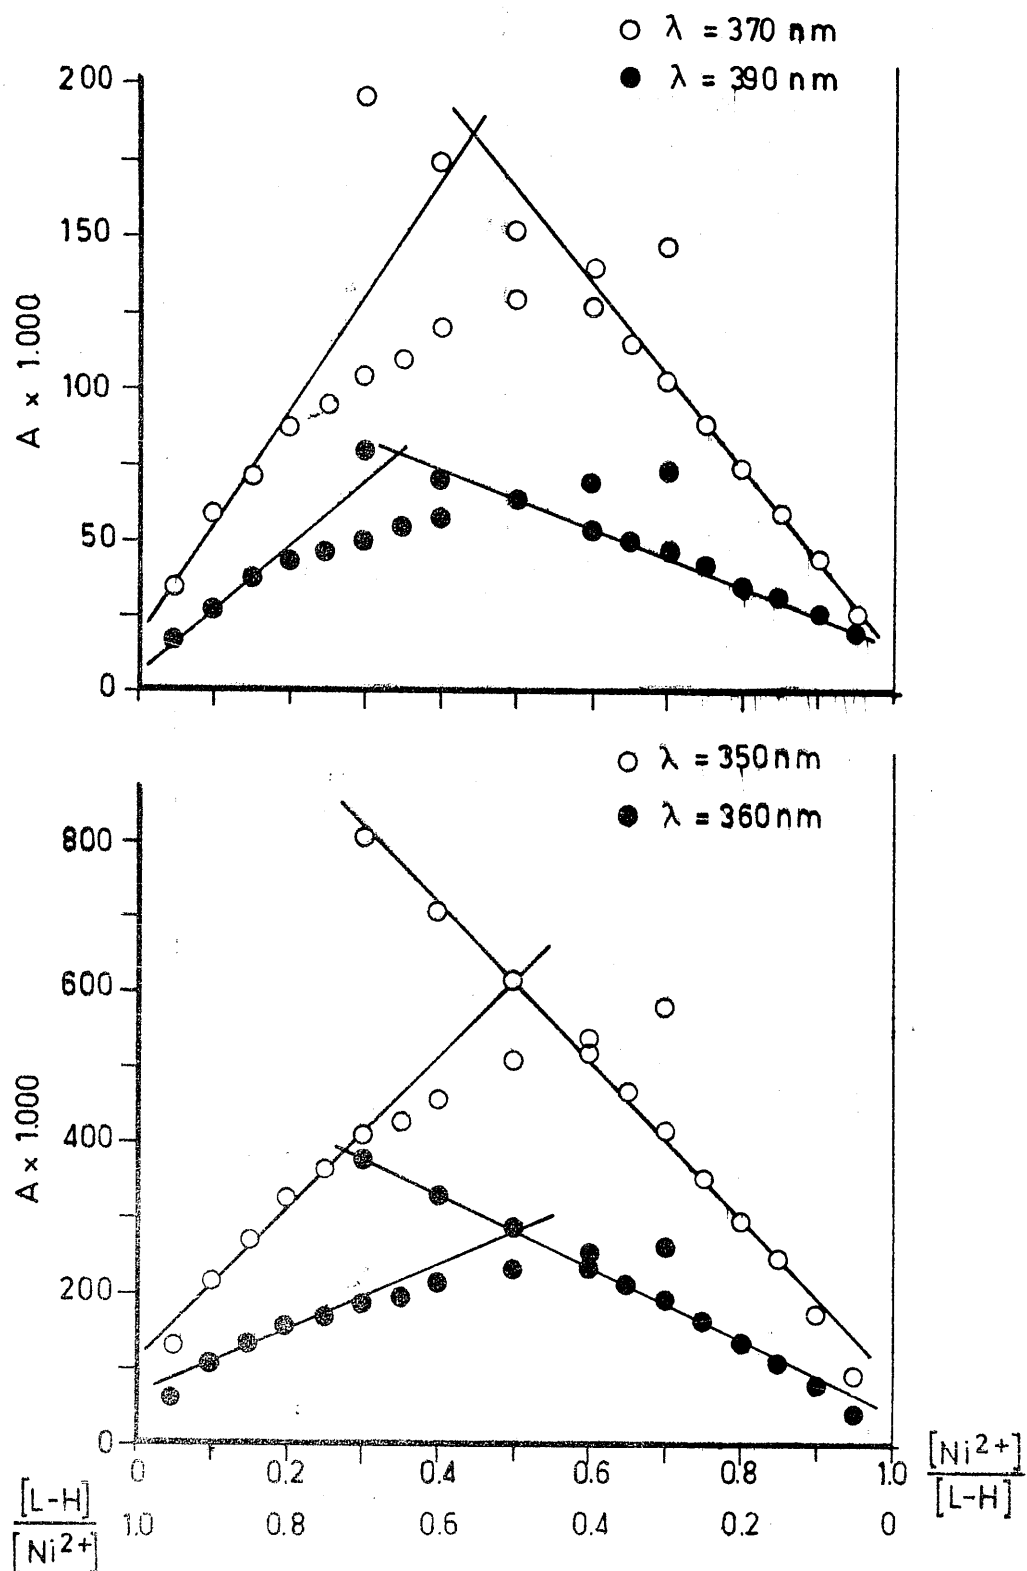 λ = 370 nm
λ = 390 nm
200
150
100
50
0
A x 1.000
λ = 350 nm
λ = 360 nm
800
600
400
200
0
A x 1.000
0 0.2 0.4 0.6 0.8 1.0
[Ni²⁺]
[L-H]
[L-H]
[Ni²⁺]
1.0 0.8 0.6 0.4 0.2 0